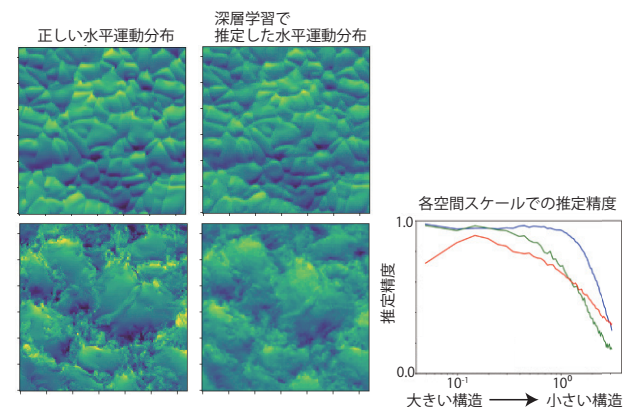 正しい水平運動分布
深層学習で
推定した水平運動分布
各空間スケールでの推定精度
1.0
推定精度
0.0
10⁻¹
10⁰
大きい構造 → 小さい構造